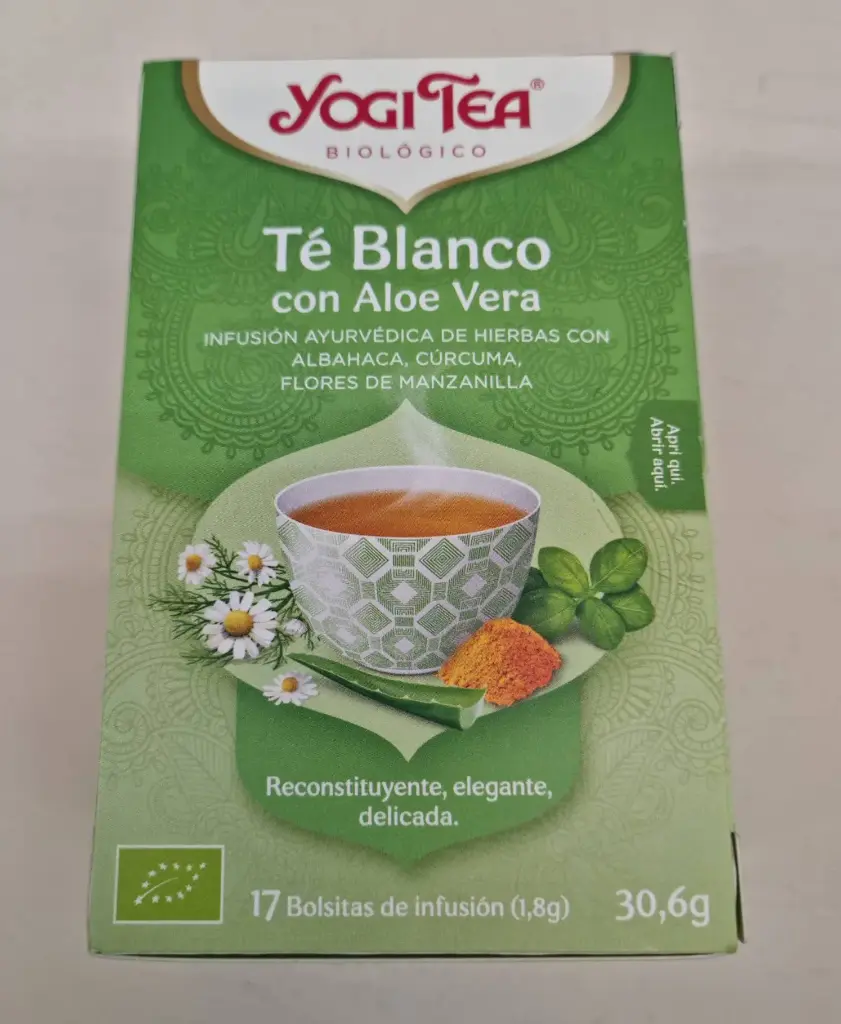 YOGI TEA®
BIOLÓGICO
Té Blanco
con Aloe Vera
INFUSIÓN AYURVÉDICA DE HIERBAS CON
ALBAHACA, CÚRCUMA,
FLORES DE MANZANILLA
Apri qui.
Abrir aquí.
Reconstituyente, elegante,
delicada.
17 Bolsitas de infusión (1,8g)
30,6g